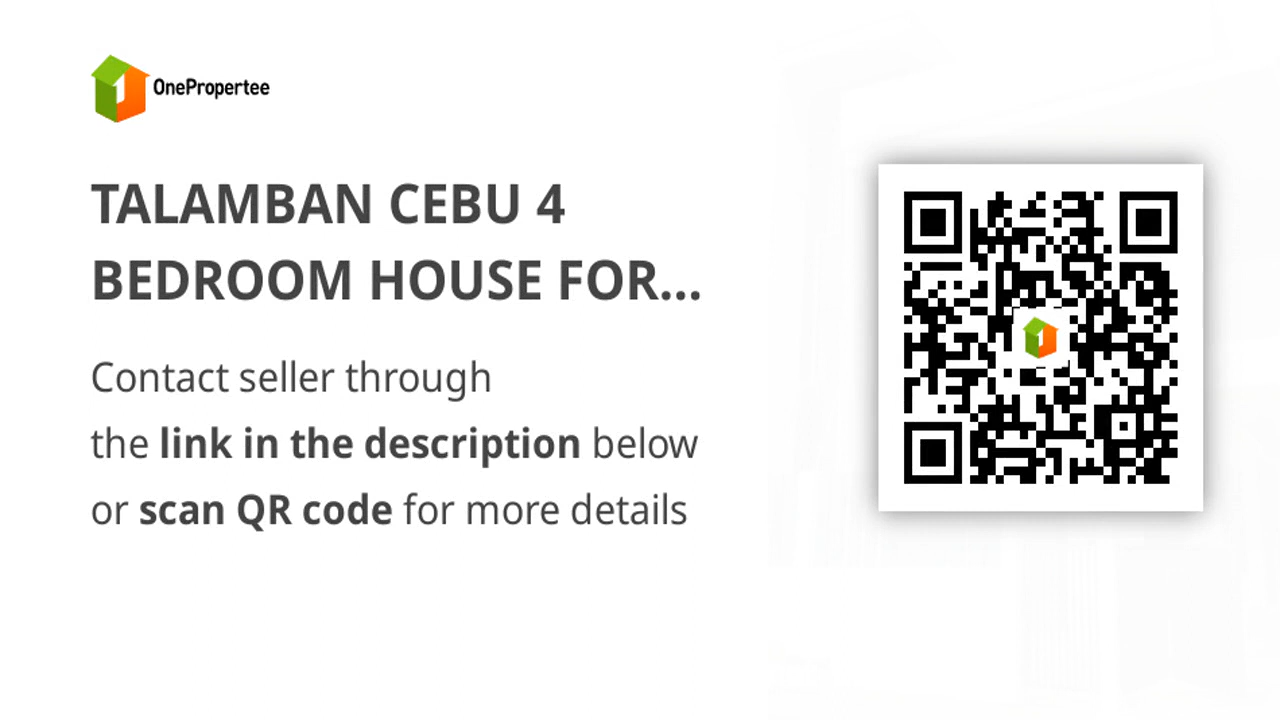 OnePropertee
TALAMBAN CEBU 4
BEDROOM HOUSE FOR...
Contact seller through
the link in the description below
or scan QR code for more details